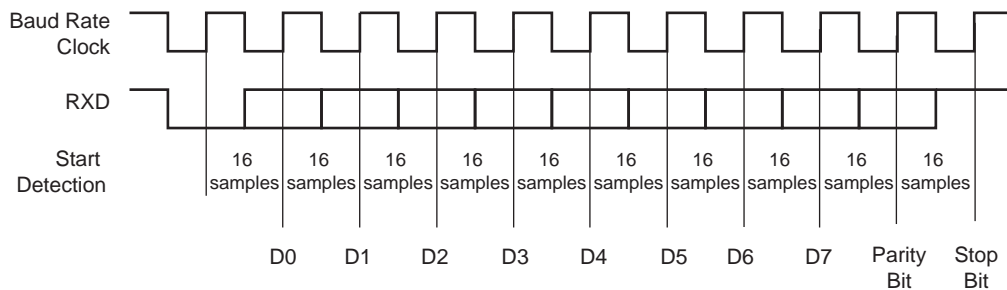 Baud Rate
Clock
RXD
Start
Detection
16 16 16 16 16 16 16 16 16 16
samples samples samples samples samples samples samples samples samples samples
D0 D1 D2 D3 D4 D5 D6 D7 Parity Stop
Bit Bit